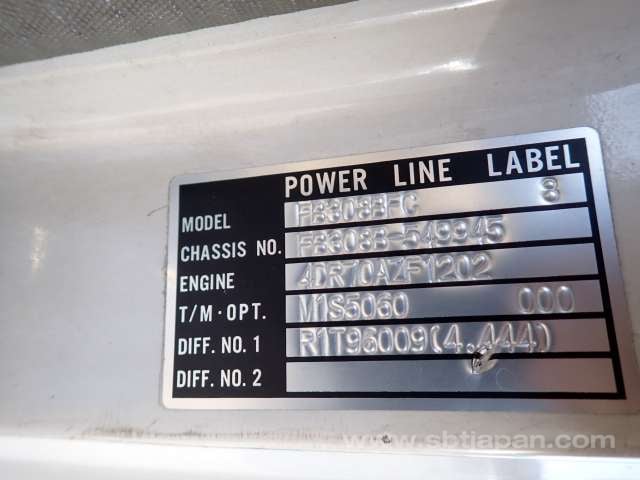 POWER LINE LABEL
MODEL FB308BFC 8
CHASSIS NO. FB308B-549945
ENGINE 4DR70AZF1202
T/M·OPT. M1S5060 000
DIFF. NO. 1 R1T96009(4.444)
DIFF. NO. 2
www.sbtjapan.com